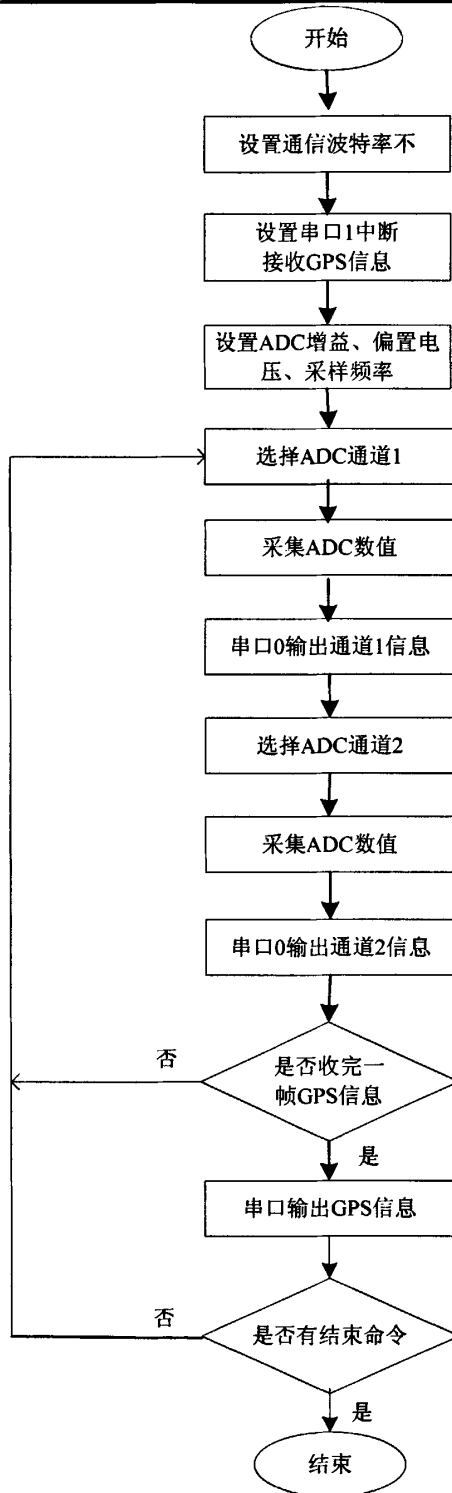 开始
设置通信波特率不
设置串口1中断
接收GPS信息
设置ADC增益、偏置电
压、采样频率
选择ADC通道1
采集ADC数值
串口0输出通道1信息
选择ADC通道2
采集ADC数值
串口0输出通道2信息
否
是否收完一
帧GPS信息
是
串口输出GPS信息
否
是否有结束命令
是
结束